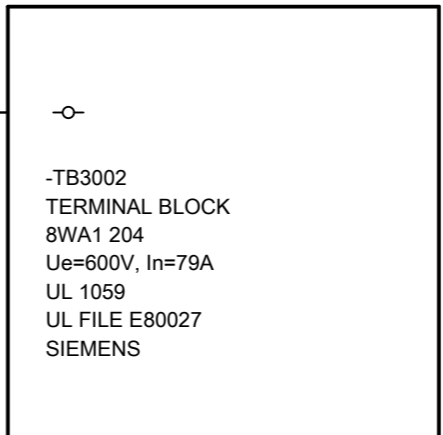 -TB3002
TERMINAL BLOCK
8WA1 204
Ue=600V, In=79A
UL 1059
UL FILE E80027
SIEMENS